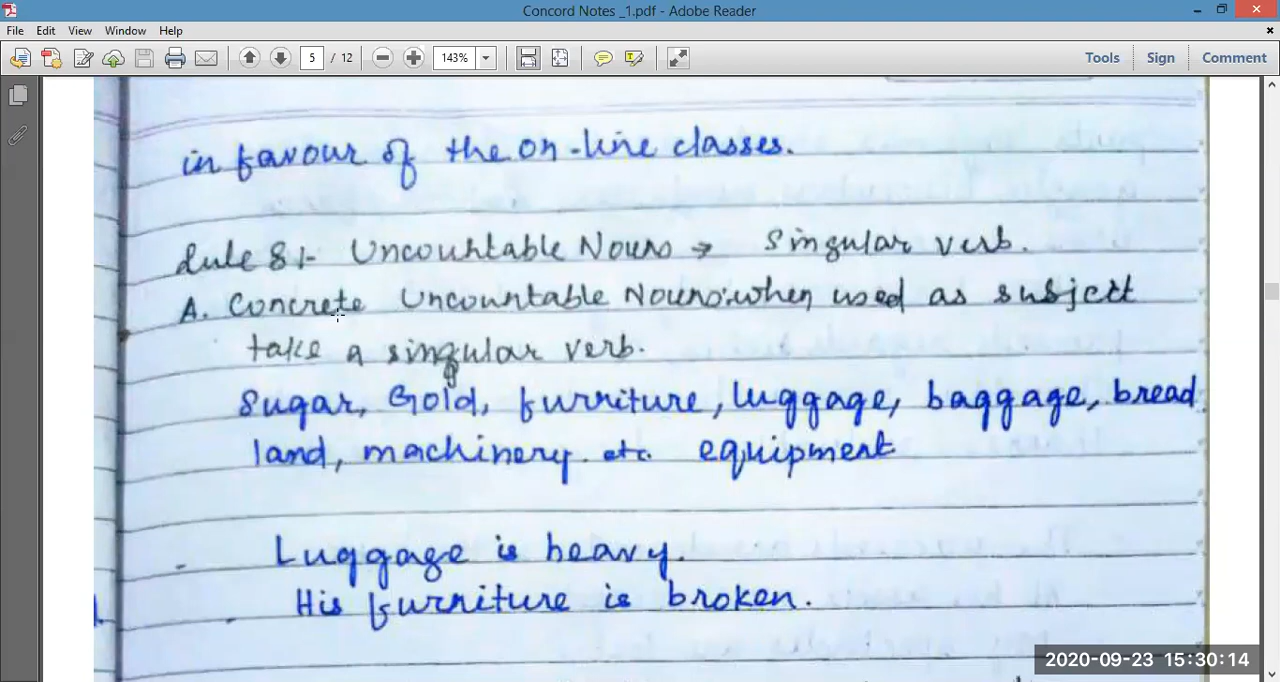 Concord Notes _1.pdf - Adobe Reader
File Edit View Window Help
5 / 12 143% Tools Sign Comment
in favour of the on-line classes.
Rule 8:- Uncountable Nouns → Singular verb.
A. Concrete Uncountable Nouns: when used as subject
take a singular verb.
Sugar, Gold, furniture, luggage, baggage, bread
land, machinery etc. equipment
Luggage is heavy.
His furniture is broken.
2020-09-23 15:30:14